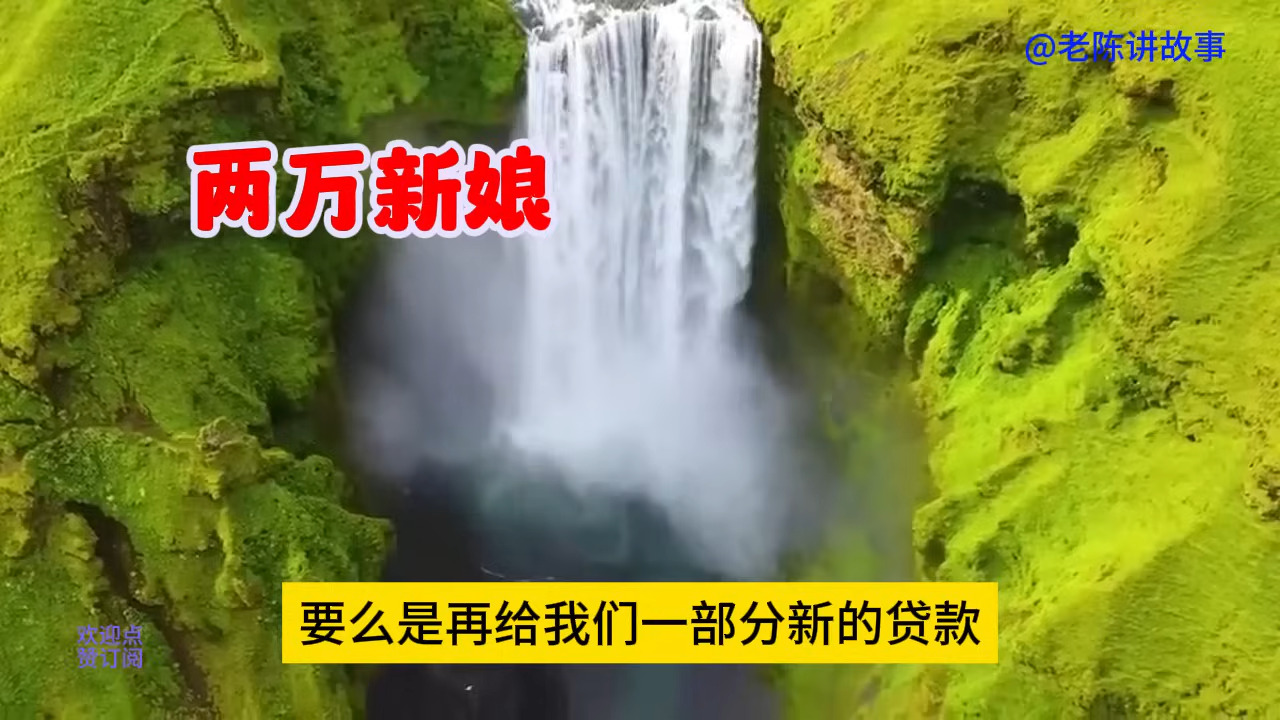 @老陈讲故事
两万新娘
要么是再给我们一部分新的贷款
欢迎点
赞订阅